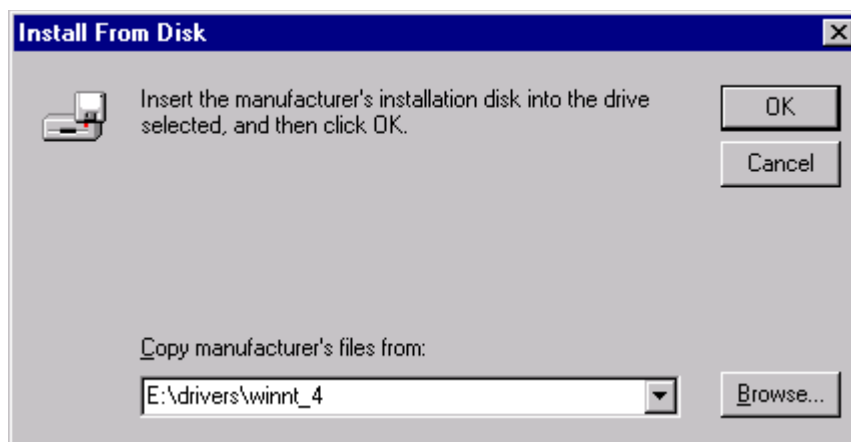 Install From Disk
Insert the manufacturer's installation disk into the drive
selected, and then click OK.
OK
Cancel
Copy manufacturer's files from:
E:\drivers\winnt_4
Browse...